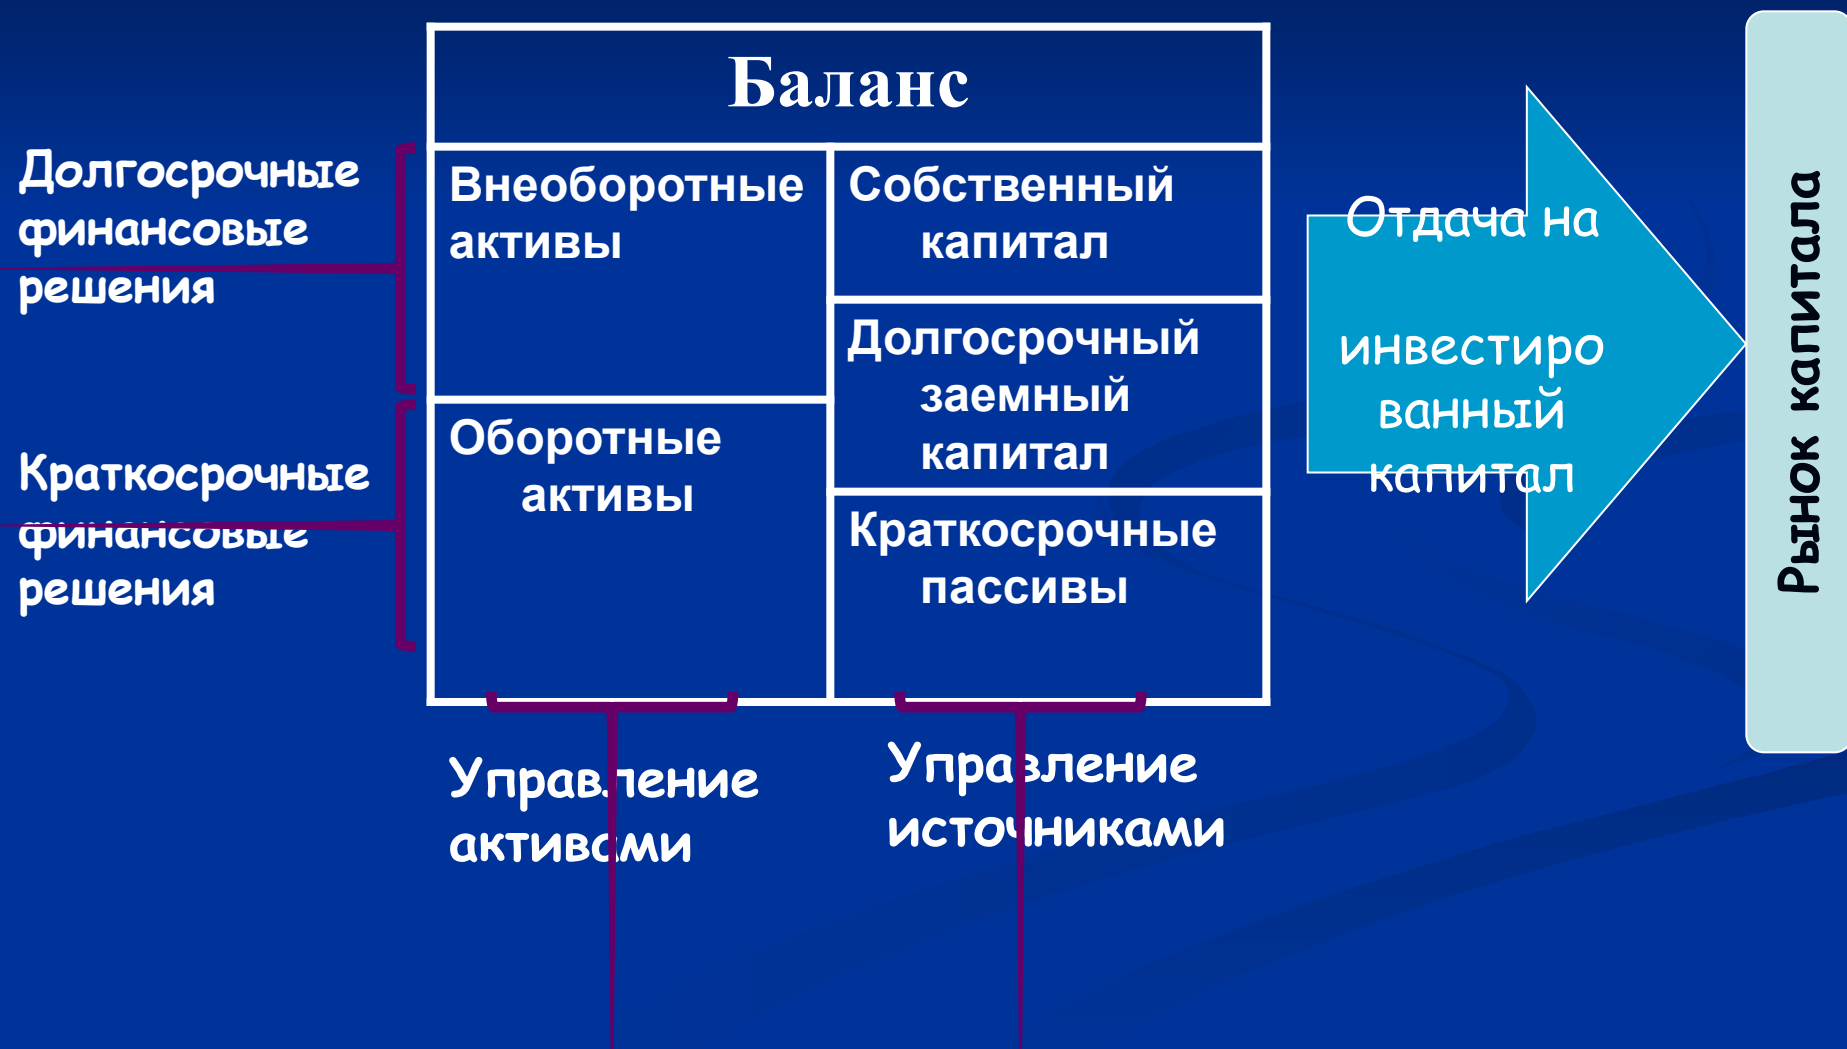 Баланс
Долгосрочные
финансовые
решения
Внеоборотные
активы
Собственный
капитал
Долгосрочный
заемный
капитал
Краткосрочные
финансовые
решения
Оборотные
активы
Краткосрочные
пассивы
Управление
активами
Управление
источниками
Отдача на
инвестиро
ванный
капитал
Рынок капитала